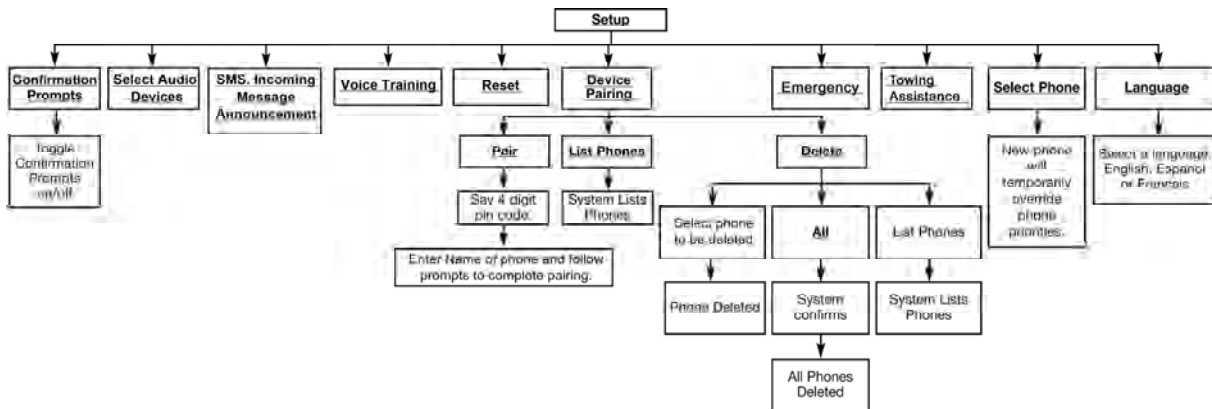 Setup
Confirmation
Prompts
Select Audio
Devices
SMS. Incoming
Message
Announcement
Voice Training
Reset
Device
Pairing
Emergency
Towing
Assistance
Select Phone
Language
Toggle
Confirmation
Prompts
on/off
Pair
List Phones
Delete
New phone
will
temporarily
override
phone
priorities.
Select a language
English, Español
or Français
Say 4 digit
pin code.
System Lists
Phones
Select phone
to be deleted
All
List Phones
Enter Name of phone and follow
prompts to complete pairing.
Phone Deleted
System
confirms
System Lists
Phones
All Phones
Deleted